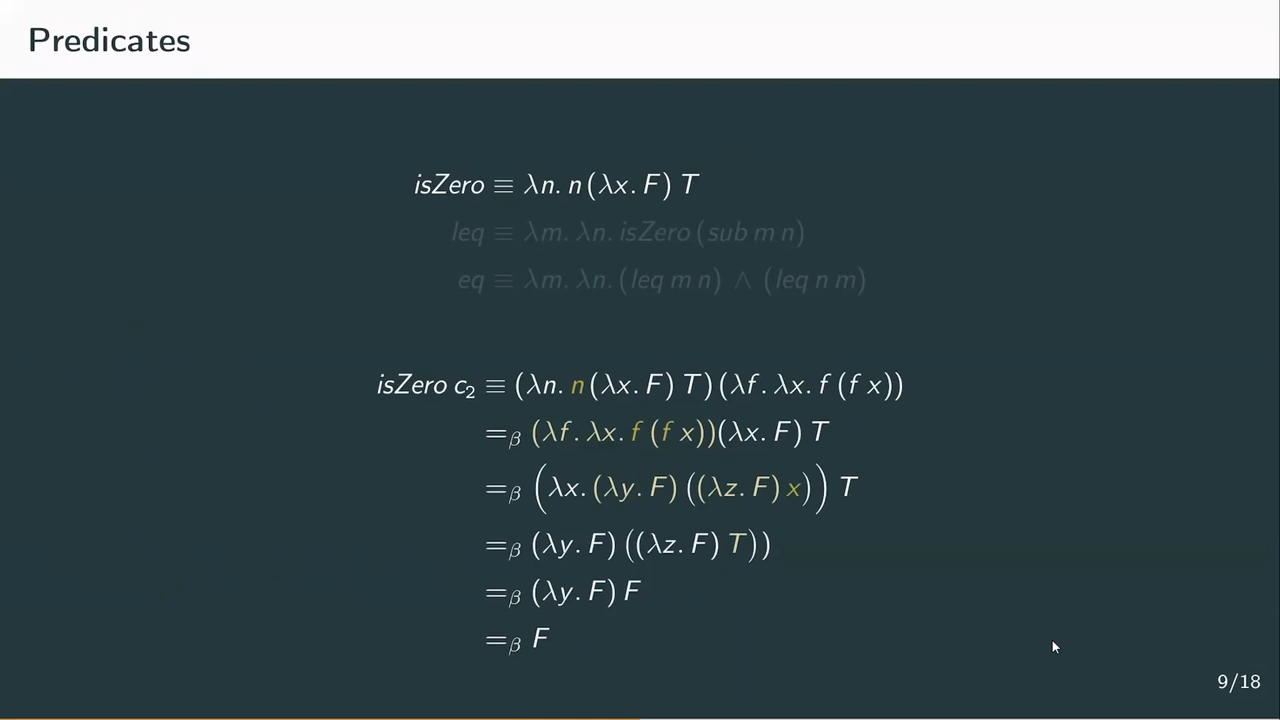 Predicates
isZero ≡ λn. n (λx. F) T
leq ≡ λm. λn. isZero (sub m n)
eq ≡ λm. λn. (leq m n) ∧ (leq n m)
isZero c₂ ≡ (λn. n (λx. F) T) (λf. λx. f (f x))
=β (λf. λx. f (f x))(λx. F) T
=β (λx. (λy. F) ((λz. F) x)) T
=β (λy. F) ((λz. F) T))
=β (λy. F) F
=β F
9/18